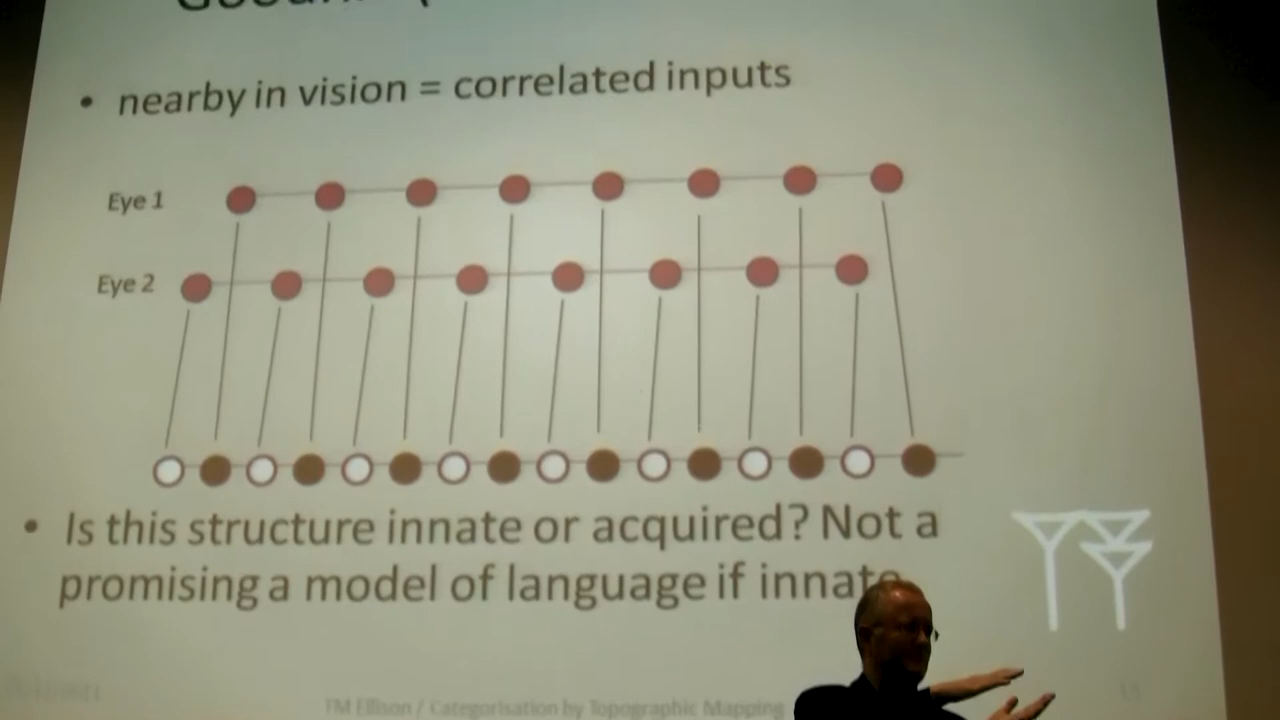 • nearby in vision = correlated inputs
Eye 1
Eye 2
• Is this structure innate or acquired? Not a
promising a model of language if innate
TM Ellison / Categorisation by Topographic Mapping